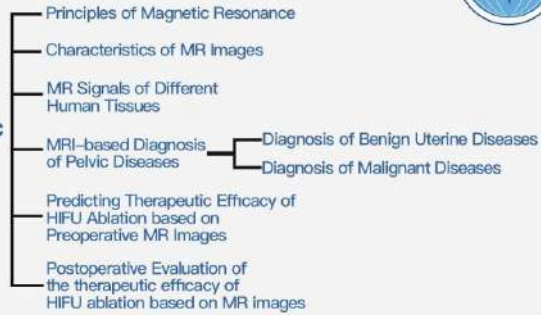 Principles of Magnetic Resonance
Characteristics of MR Images
MR Signals of Different
Human Tissues
MRI-based Diagnosis
of Pelvic Diseases
Diagnosis of Benign Uterine Diseases
Diagnosis of Malignant Diseases
Predicting Therapeutic Efficacy of
HIFU Ablation based on
Preoperative MR Images
Postoperative Evaluation of
the therapeutic efficacy of
HIFU ablation based on MR images